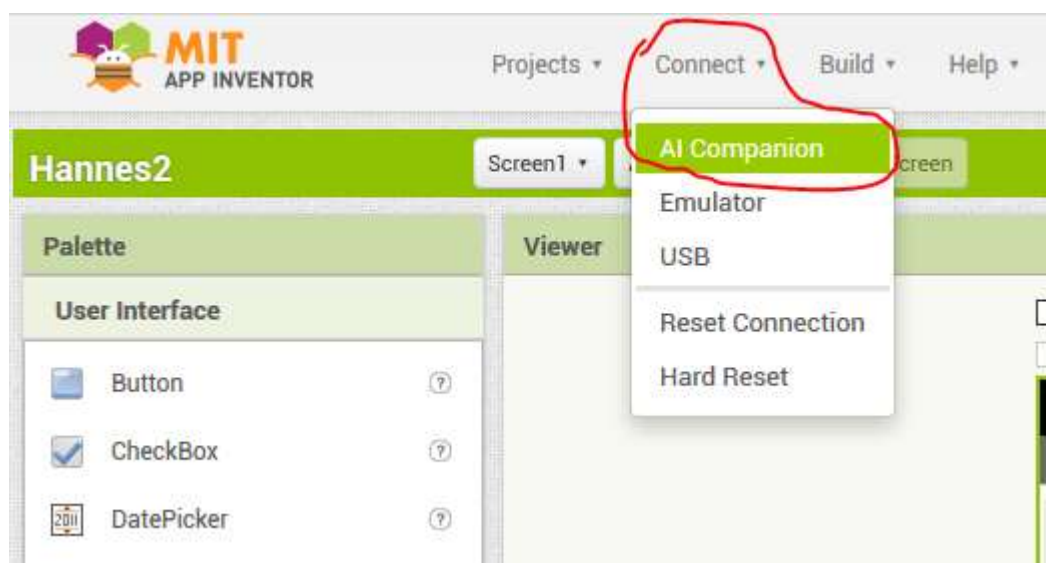 MIT
APP INVENTOR
Projects Connect Build Help
Hannes2
Screen1
creen
AI Companion
Emulator
USB
Reset Connection
Hard Reset
Palette
Viewer
User Interface
Button
CheckBox
2011 DatePicker